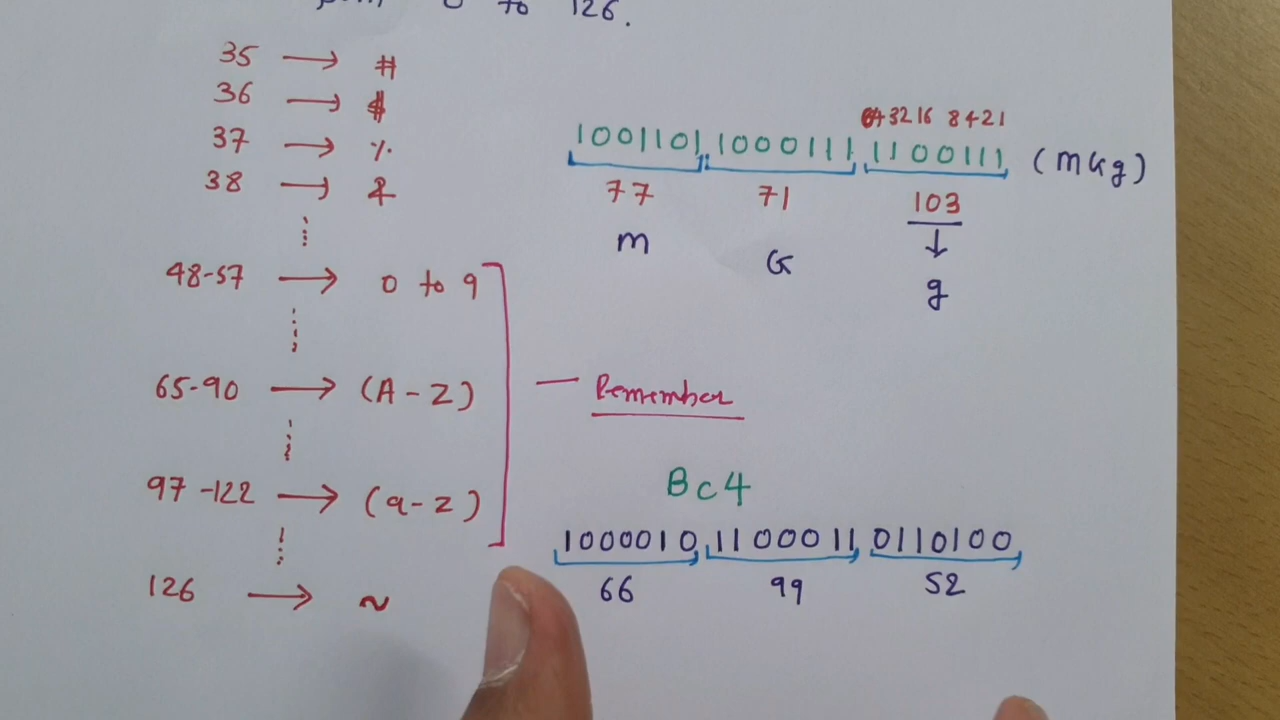 to 126.
35 → #
36 → $
37 → %
38 → &
48-57 → 0 to 9
65-90 → (A-Z)
97-122 → (a-z)
126 → ~
64 32 16 8 4 2 1
1001101 1000111 1100111 (mGg)
77 71 103
m G g
Remember
Bc4
1000010 1100011 0110100
66 99 52